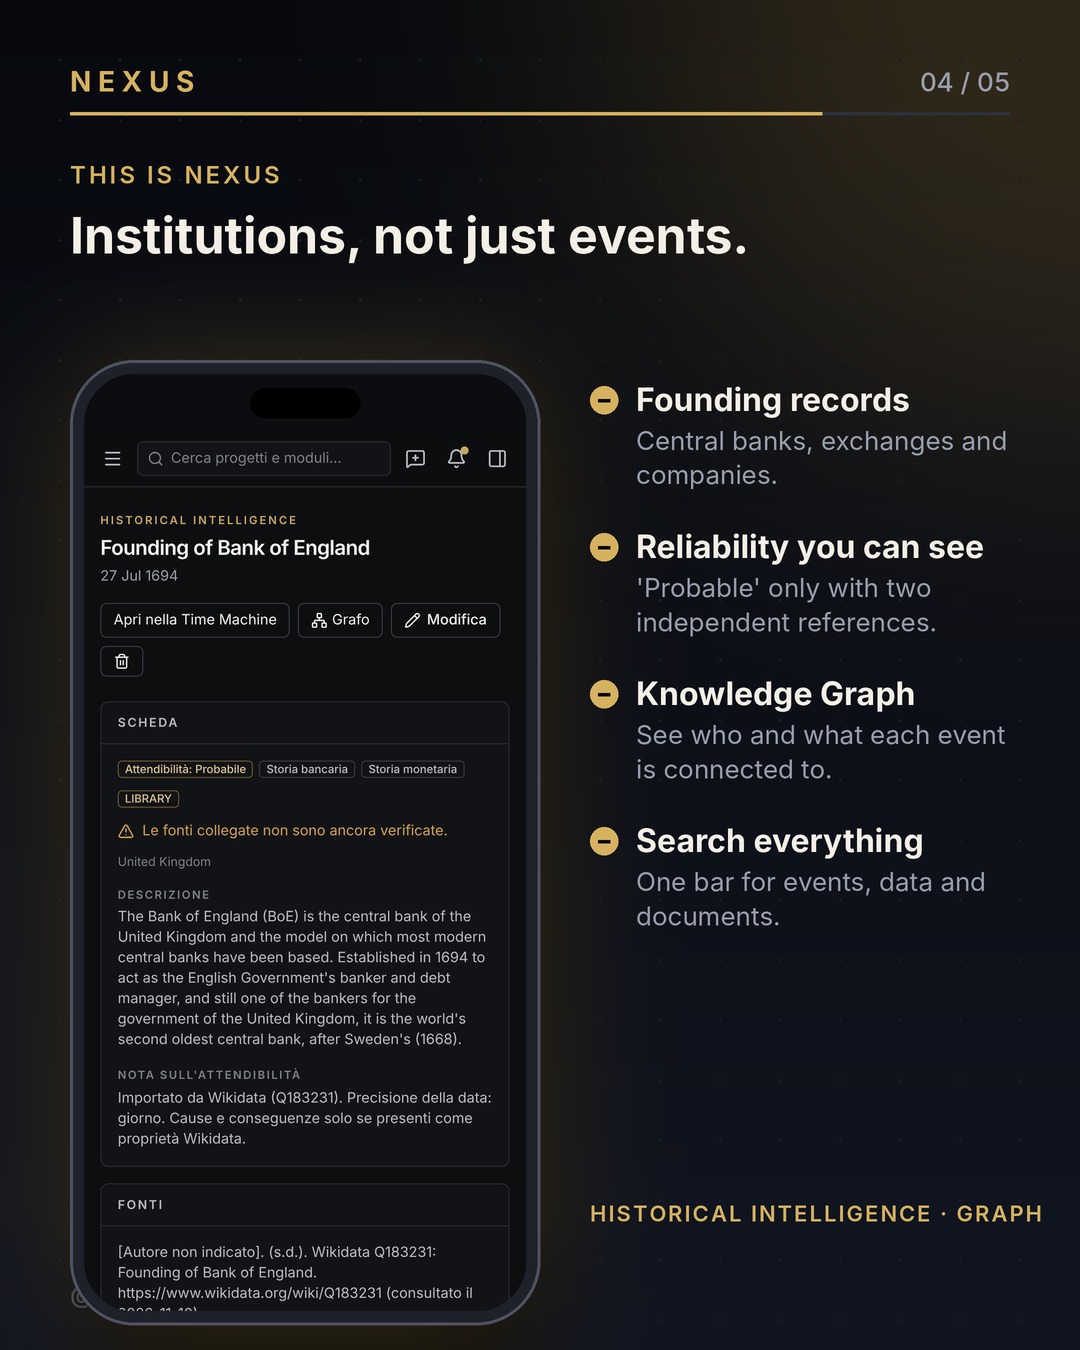 NEXUS
04 / 05
THIS IS NEXUS
Institutions, not just events.
Cerca progetti e moduli...
HISTORICAL INTELLIGENCE
Founding of Bank of England
27 Jul 1694
Apri nella Time Machine
Grafo
Modifica
SCHEDA
Attendibilità: Probabile
Storia bancaria
Storia monetaria
LIBRARY
Le fonti collegate non sono ancora verificate.
United Kingdom
DESCRIZIONE
The Bank of England (BoE) is the central bank of the
United Kingdom and the model on which most modern
central banks have been based. Established in 1694 to
act as the English Government's banker and debt
manager, and still one of the bankers for the
government of the United Kingdom, it is the world's
second oldest central bank, after Sweden's (1668).
NOTA SULL'ATTENDIBILITÀ
Importato da Wikidata (Q183231). Precisione della data:
giorno. Cause e conseguenze solo se presenti come
proprietà Wikidata.
FONTI
[Autore non indicato]. (s.d.). Wikidata Q183231:
Founding of Bank of England.
https://www.wikidata.org/wiki/Q183231 (consultato il
Founding records
Central banks, exchanges and
companies.
Reliability you can see
'Probable' only with two
independent references.
Knowledge Graph
See who and what each event
is connected to.
Search everything
One bar for events, data and
documents.
HISTORICAL INTELLIGENCE · GRAPH